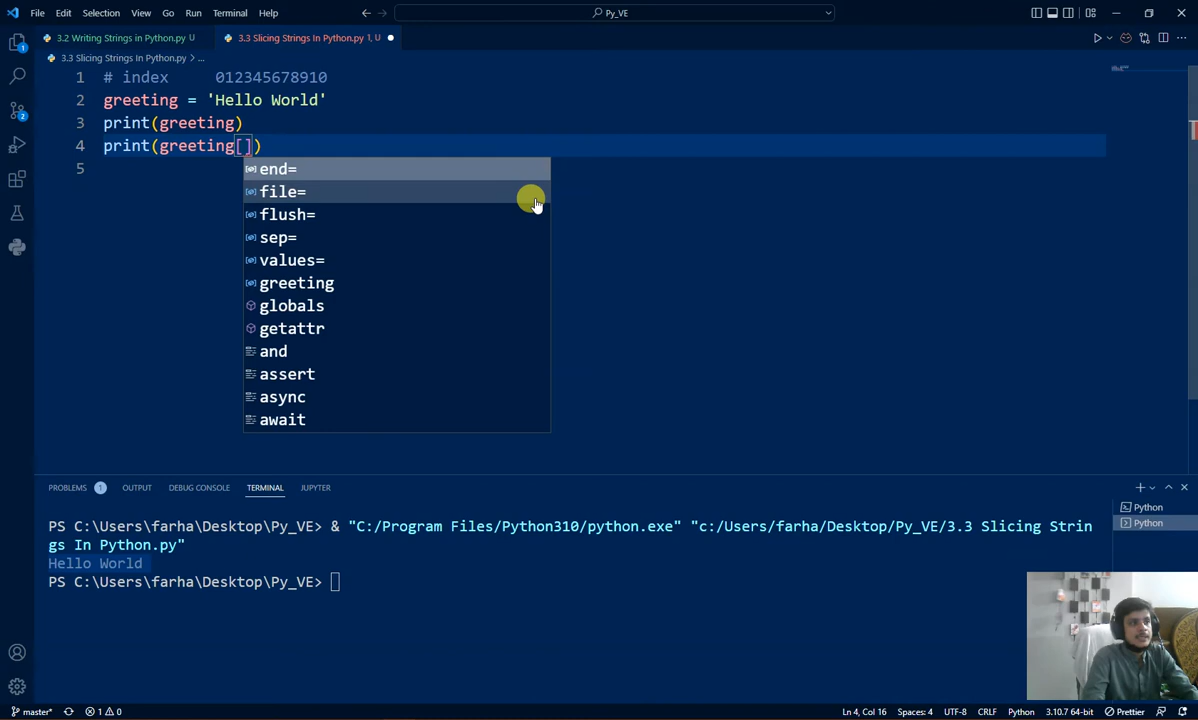 File Edit Selection View Go Run Terminal Help Py_VE
3.2 Writing Strings in Python.py U 3.3 Slicing Strings In Python.py 1, U
3.3 Slicing Strings In Python.py > ...
1 # index 012345678910
2 greeting = 'Hello World'
3 print(greeting)
4 print(greeting[])
5
end=
file=
flush=
sep=
values=
greeting
globals
getattr
and
assert
async
await
PROBLEMS 1 OUTPUT DEBUG CONSOLE TERMINAL JUPYTER
PS C:\Users\farha\Desktop\Py_VE> & "C:/Program Files/Python310/python.exe" "c:/Users/farha/Desktop/Py_VE/3.3 Slicing Strin
gs In Python.py"
Hello World
PS C:\Users\farha\Desktop\Py_VE>
Python
Python
1
2
master* 1 0 Ln 4, Col 16 Spaces: 4 UTF-8 CRLF Python 3.10.7 64-bit Prettier